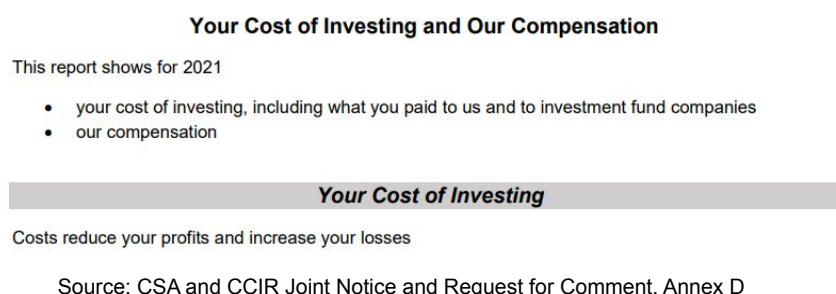 Your Cost of Investing and Our Compensation
This report shows for 2021
• your cost of investing, including what you paid to us and to investment fund companies
• our compensation
Your Cost of Investing
Costs reduce your profits and increase your losses
Source: CSA and CCIR Joint Notice and Request for Comment, Annex D